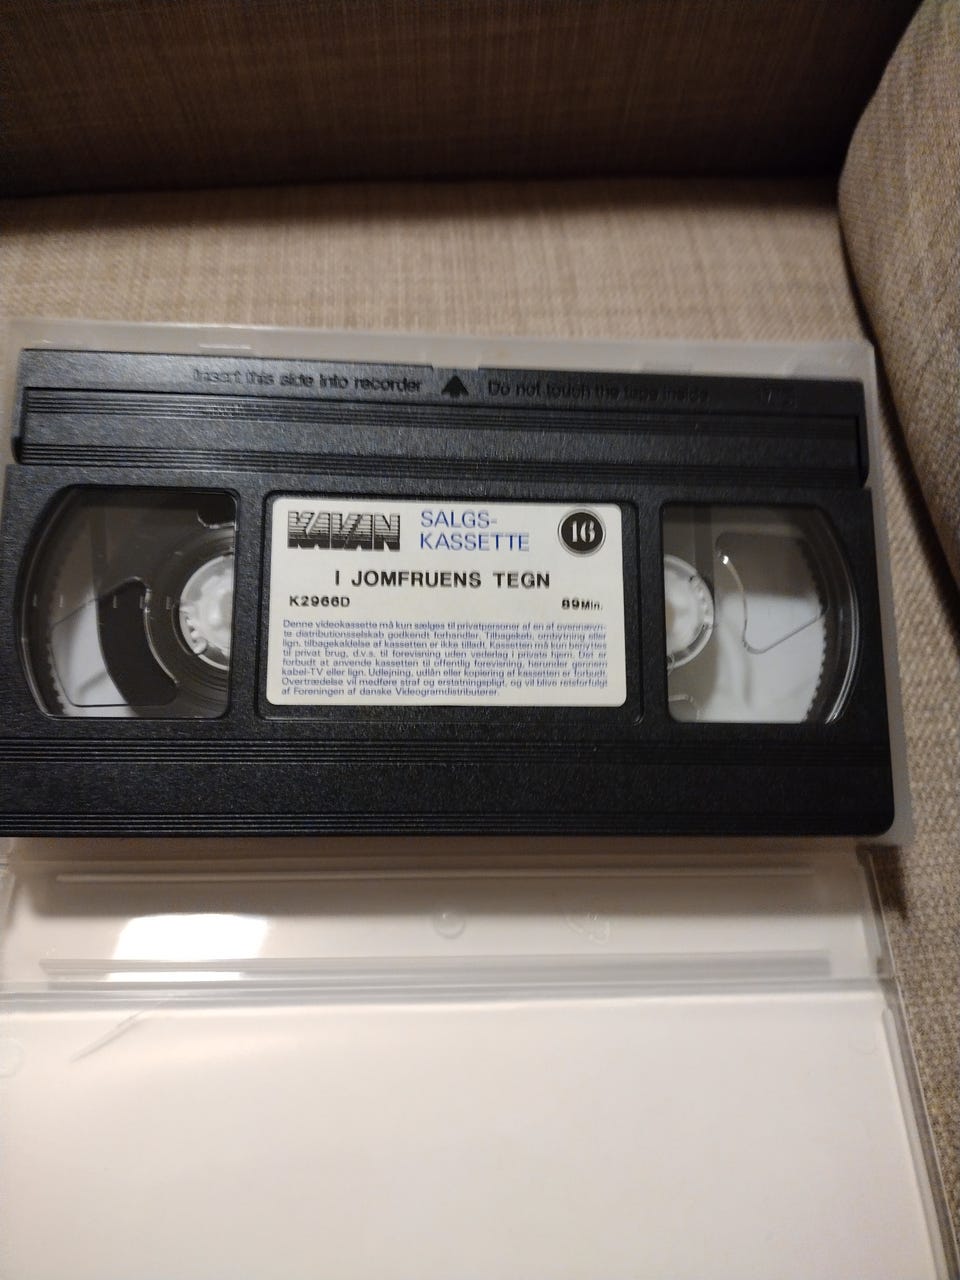 Insert this side into recorder Do not touch the tape inside
KAVAN SALGS-
KASSETTE 16
I JOMFRUENS TEGN
K2966D 89Min.
Denne videokassette må kun sælges til privatpersoner af en af ovennævn-
te distributionsselskab godkendt forhandler. Tilbagekøb, ombytning eller
lign. tilbagekaldelse af kassetten er ikke tilladt. Kassetten må kun benyttes
til privat brug, d.v.s. til forevisning uden vederlag i private hjem. Det er
forbudt at anvende kassetten til offentlig forevisning, herunder gennem
kabel-TV eller lign. Udlejning, udlån eller kopiering af kassetten er forbudt.
Overtrædelse vil medføre straf og erstatningspligt, og vil blive retsforfulgt
af Foreningen af danske Videogramdistributører.